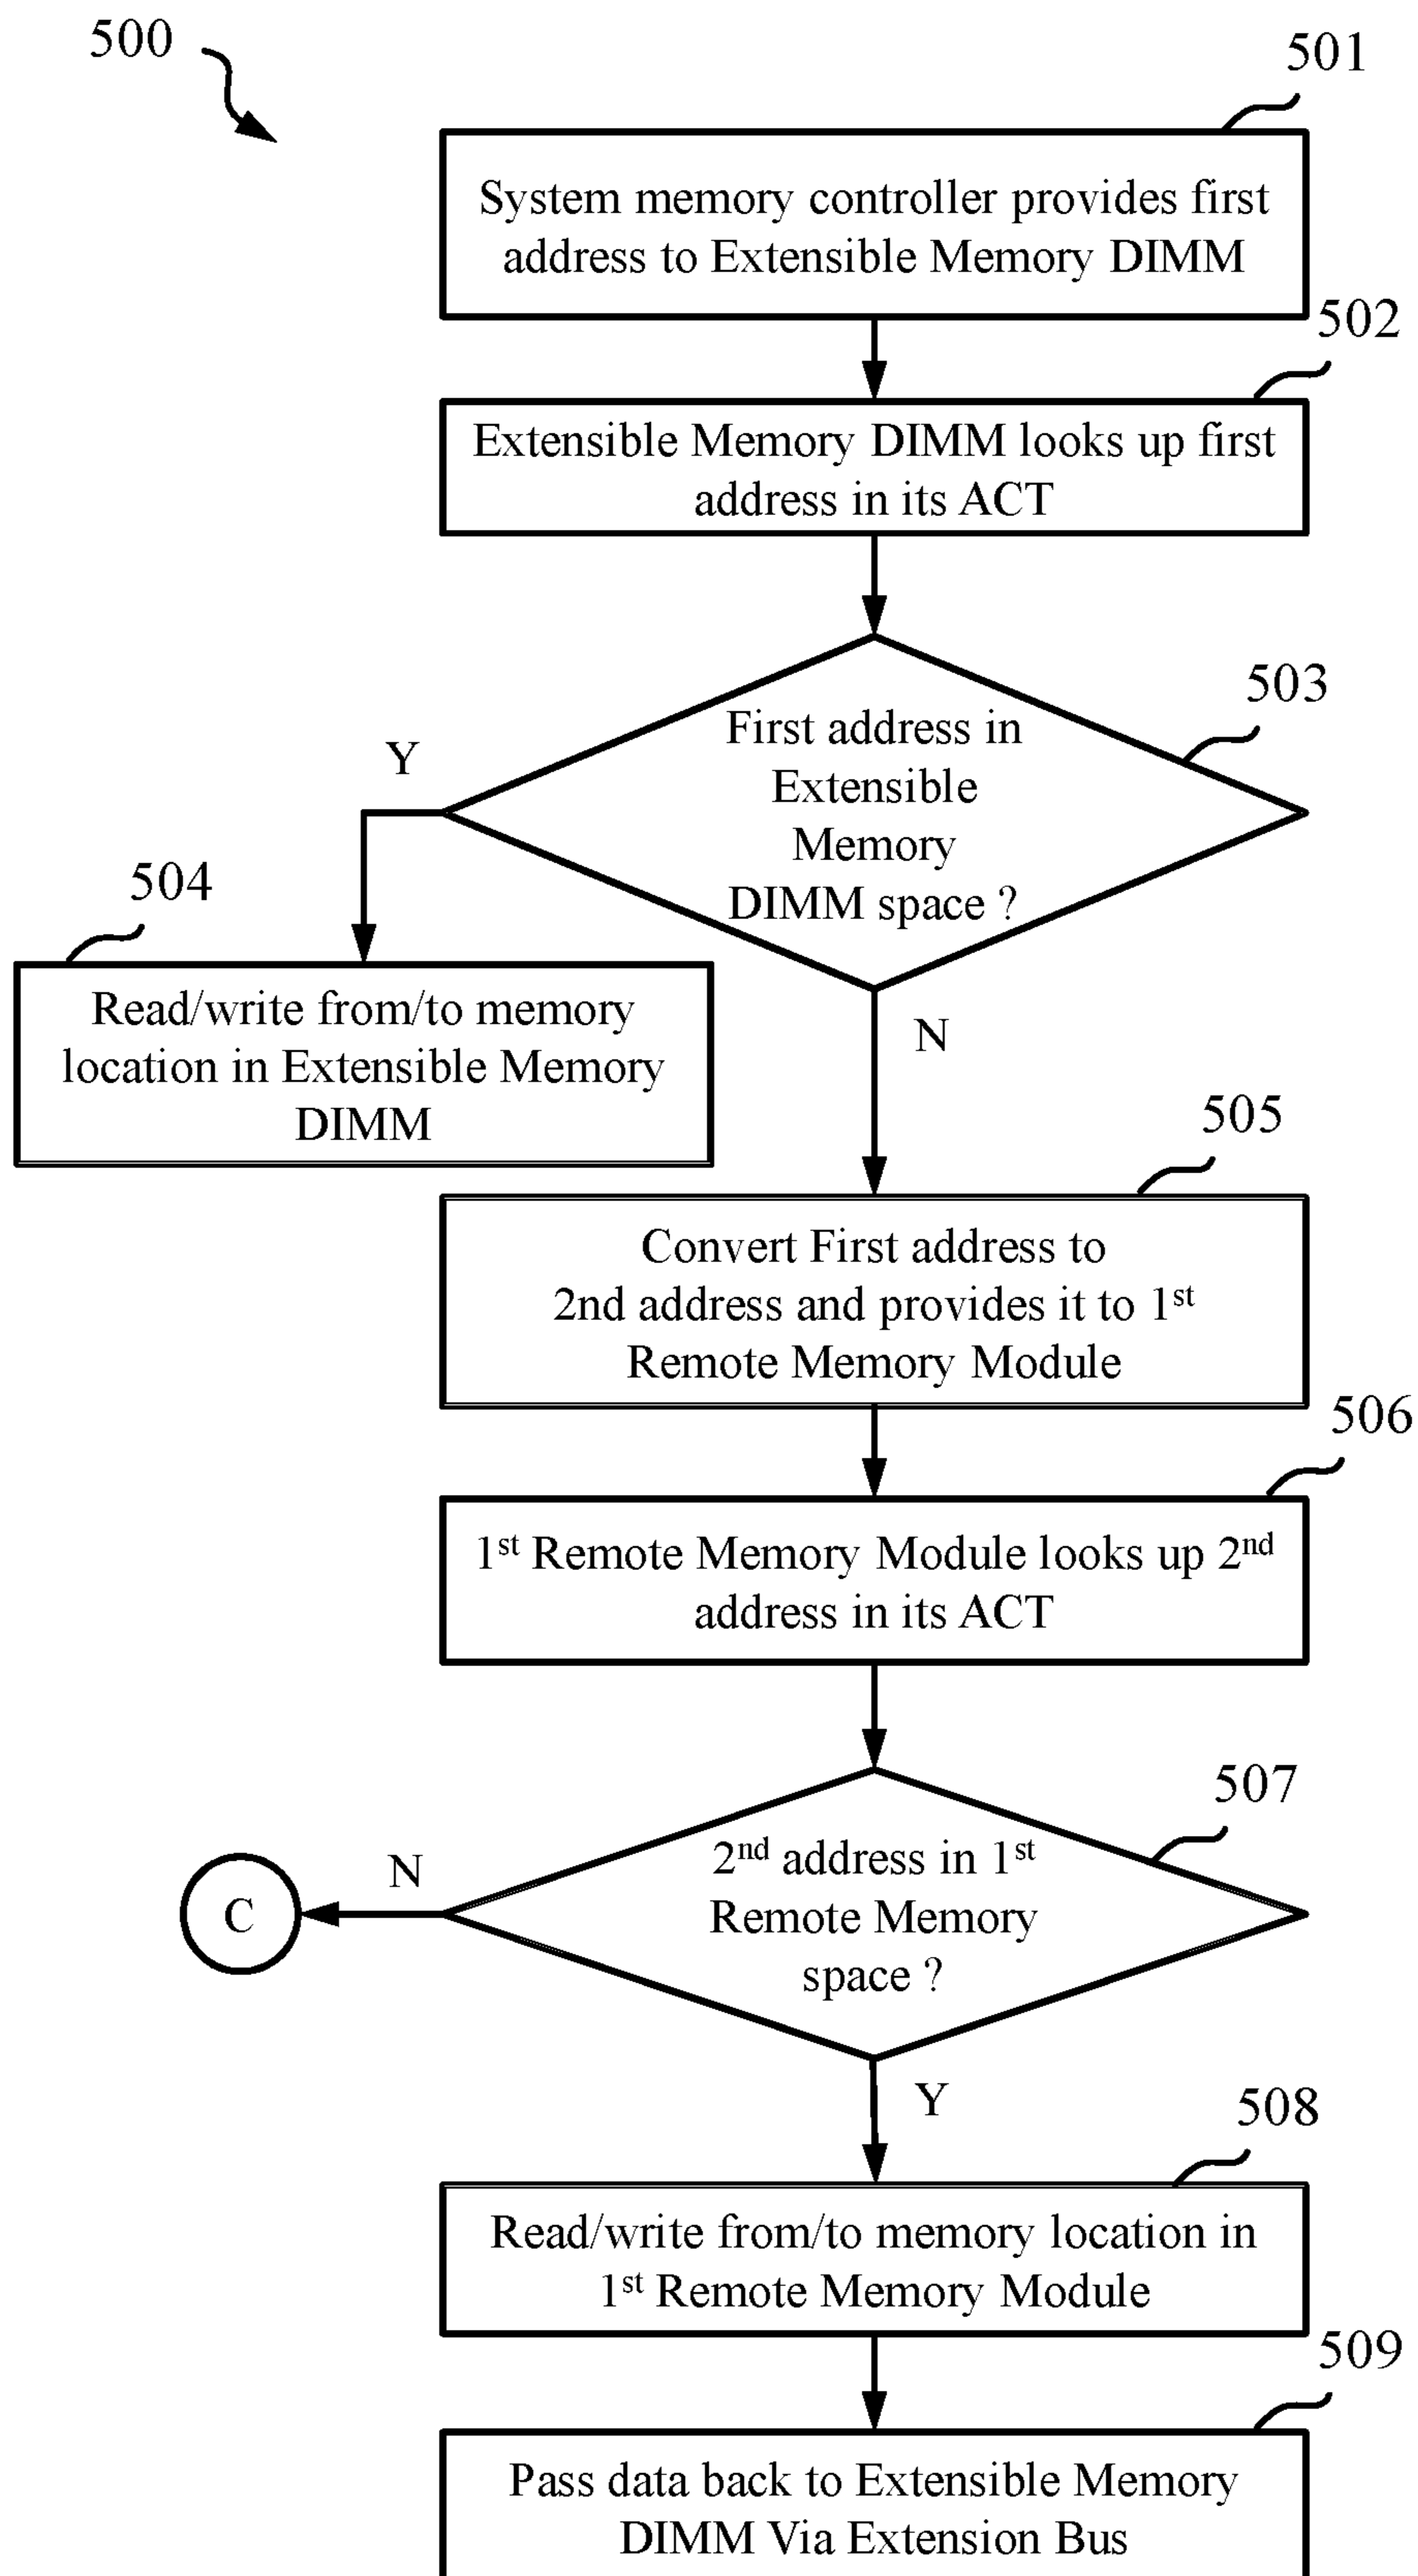 500
501
System memory controller provides first
address to Extensible Memory DIMM
502
Extensible Memory DIMM looks up first
address in its ACT
503
First address in
Extensible
Memory
DIMM space ?
Y
504
Read/write from/to memory
location in Extensible Memory
DIMM
N
505
Convert First address to
2nd address and provides it to 1st
Remote Memory Module
506
1st Remote Memory Module looks up 2nd
address in its ACT
507
2nd address in 1st
Remote Memory
space ?
N
C
Y
508
Read/write from/to memory location in
1st Remote Memory Module
509
Pass data back to Extensible Memory
DIMM Via Extension Bus